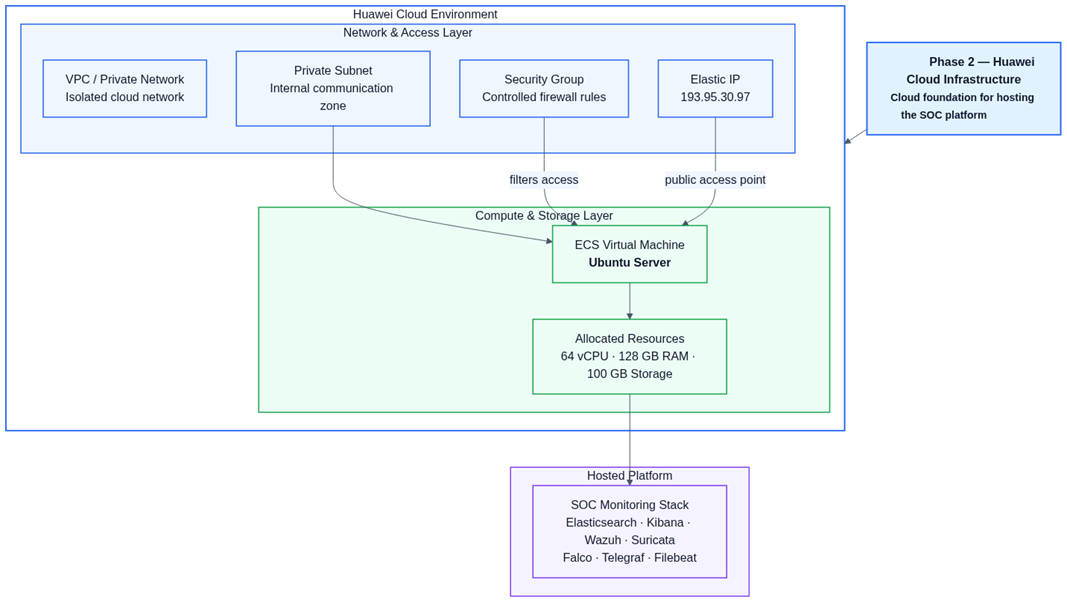 Huawei Cloud Environment
Network & Access Layer
VPC / Private Network
Isolated cloud network
Private Subnet
Internal communication
zone
Security Group
Controlled firewall rules
Elastic IP
193.95.30.97
Phase 2 — Huawei
Cloud Infrastructure
Cloud foundation for hosting
the SOC platform
filters access
public access point
Compute & Storage Layer
ECS Virtual Machine
Ubuntu Server
Allocated Resources
64 vCPU · 128 GB RAM ·
100 GB Storage
Hosted Platform
SOC Monitoring Stack
Elasticsearch · Kibana ·
Wazuh · Suricata
Falco · Telegraf · Filebeat